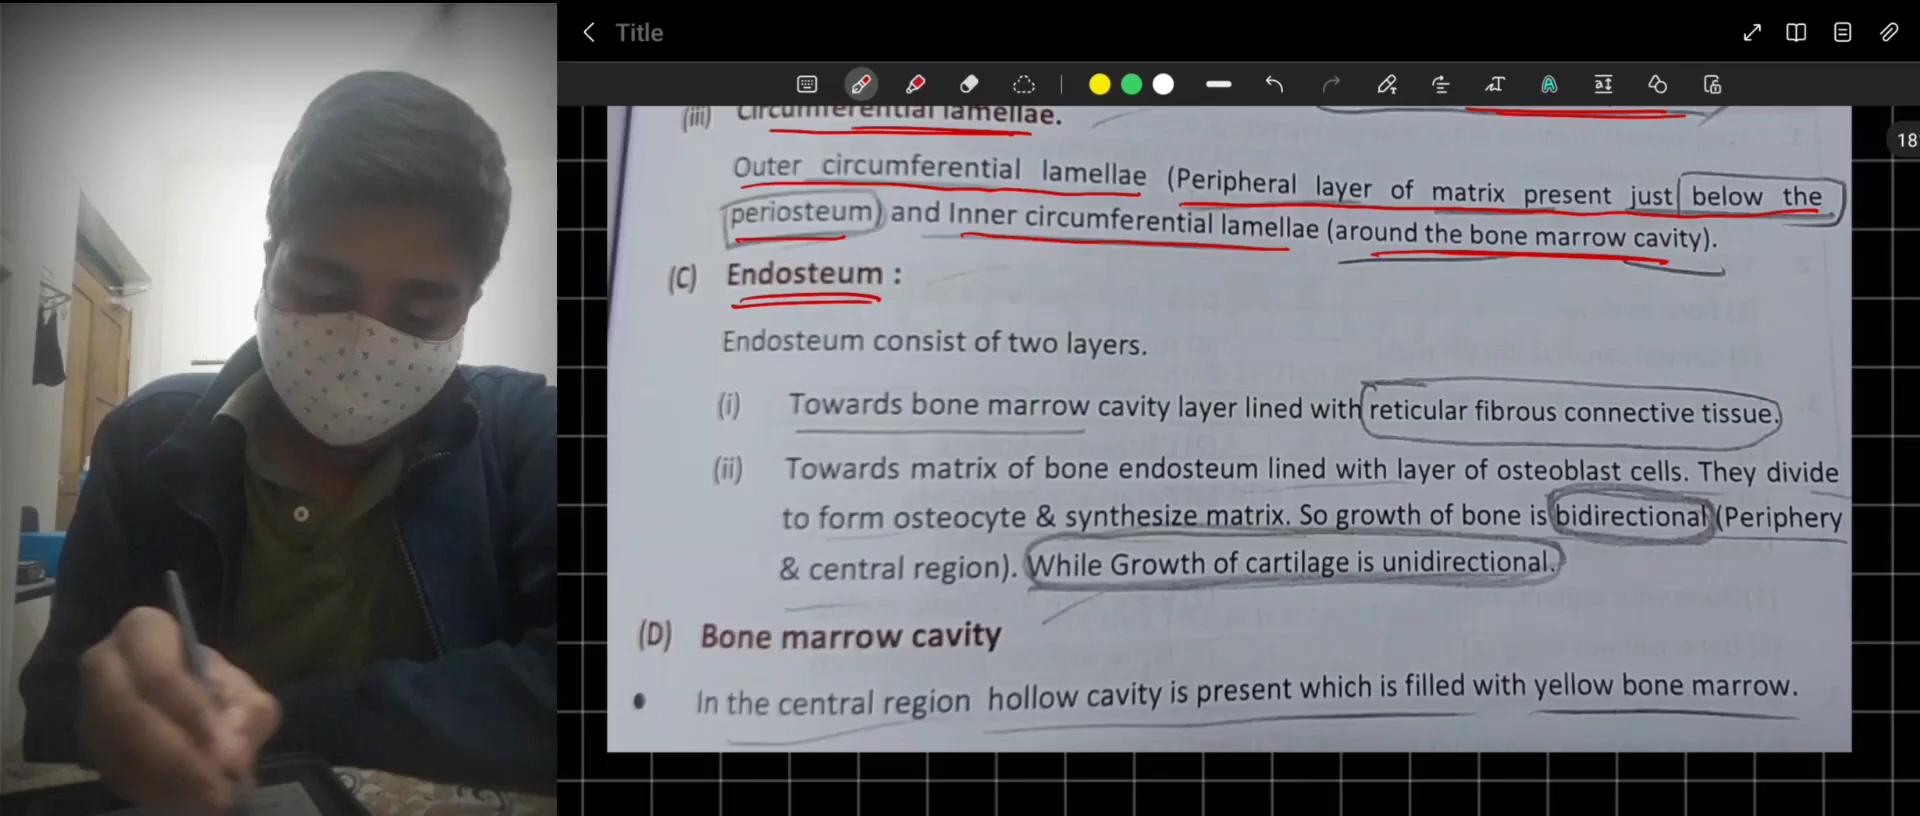 Title
18
(iii) Circumferential lamellae.
Outer circumferential lamellae (Peripheral layer of matrix present just below the
periosteum) and Inner circumferential lamellae (around the bone marrow cavity).
(C) Endosteum :
Endosteum consist of two layers.
(i) Towards bone marrow cavity layer lined with reticular fibrous connective tissue.
(ii) Towards matrix of bone endosteum lined with layer of osteoblast cells. They divide
to form osteocyte & synthesize matrix. So growth of bone is bidirectional (Periphery
& central region). While Growth of cartilage is unidirectional.
(D) Bone marrow cavity
• In the central region hollow cavity is present which is filled with yellow bone marrow.